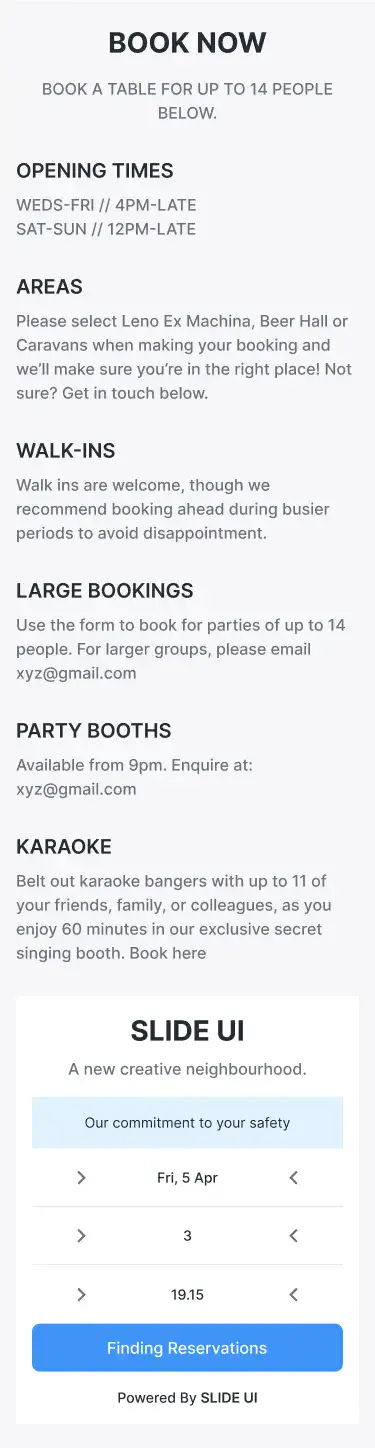 BOOK NOW
BOOK A TABLE FOR UP TO 14 PEOPLE
BELOW.
OPENING TIMES
WEDS-FRI // 4PM-LATE
SAT-SUN // 12PM-LATE
AREAS
Please select Leno Ex Machina, Beer Hall or
Caravans when making your booking and
we’ll make sure you’re in the right place! Not
sure? Get in touch below.
WALK-INS
Walk ins are welcome, though we
recommend booking ahead during busier
periods to avoid disappointment.
LARGE BOOKINGS
Use the form to book for parties of up to 14
people. For larger groups, please email
xyz@gmail.com
PARTY BOOTHS
Available from 9pm. Enquire at:
xyz@gmail.com
KARAOKE
Belt out karaoke bangers with up to 11 of
your friends, family, or colleagues, as you
enjoy 60 minutes in our exclusive secret
singing booth. Book here
SLIDE UI
A new creative neighbourhood.
Our commitment to your safety
Fri, 5 Apr
3
19.15
Finding Reservations
Powered By SLIDE UI